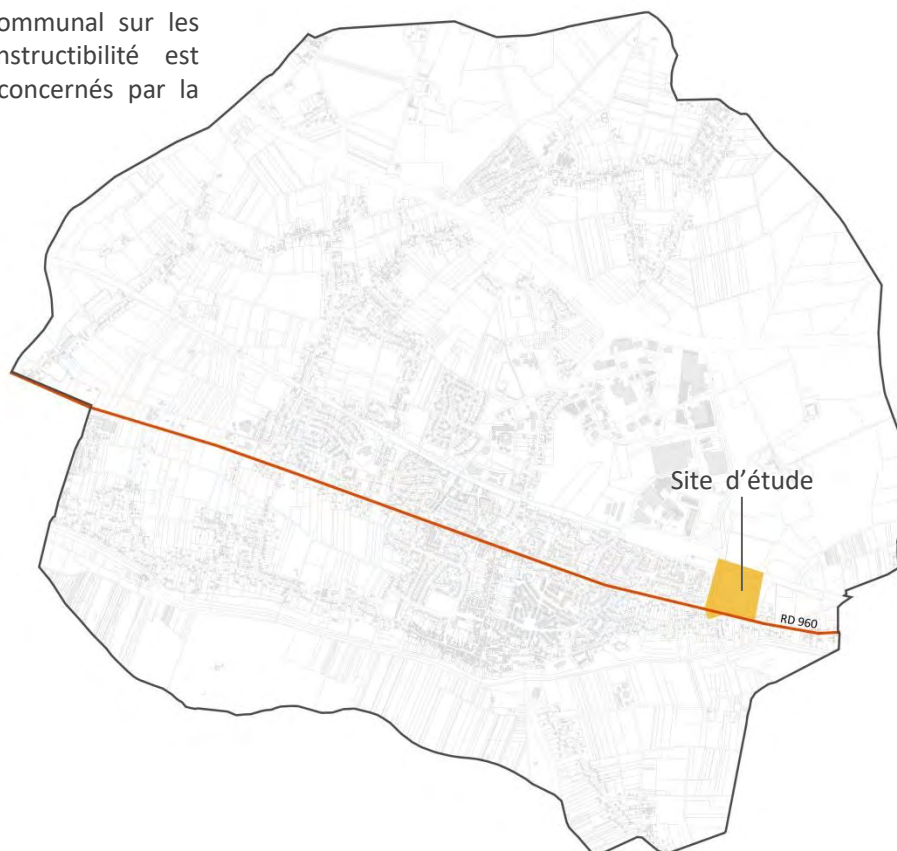 ommunal sur les
nstructibilité est
concernés par la
Site d'étude
RD 960